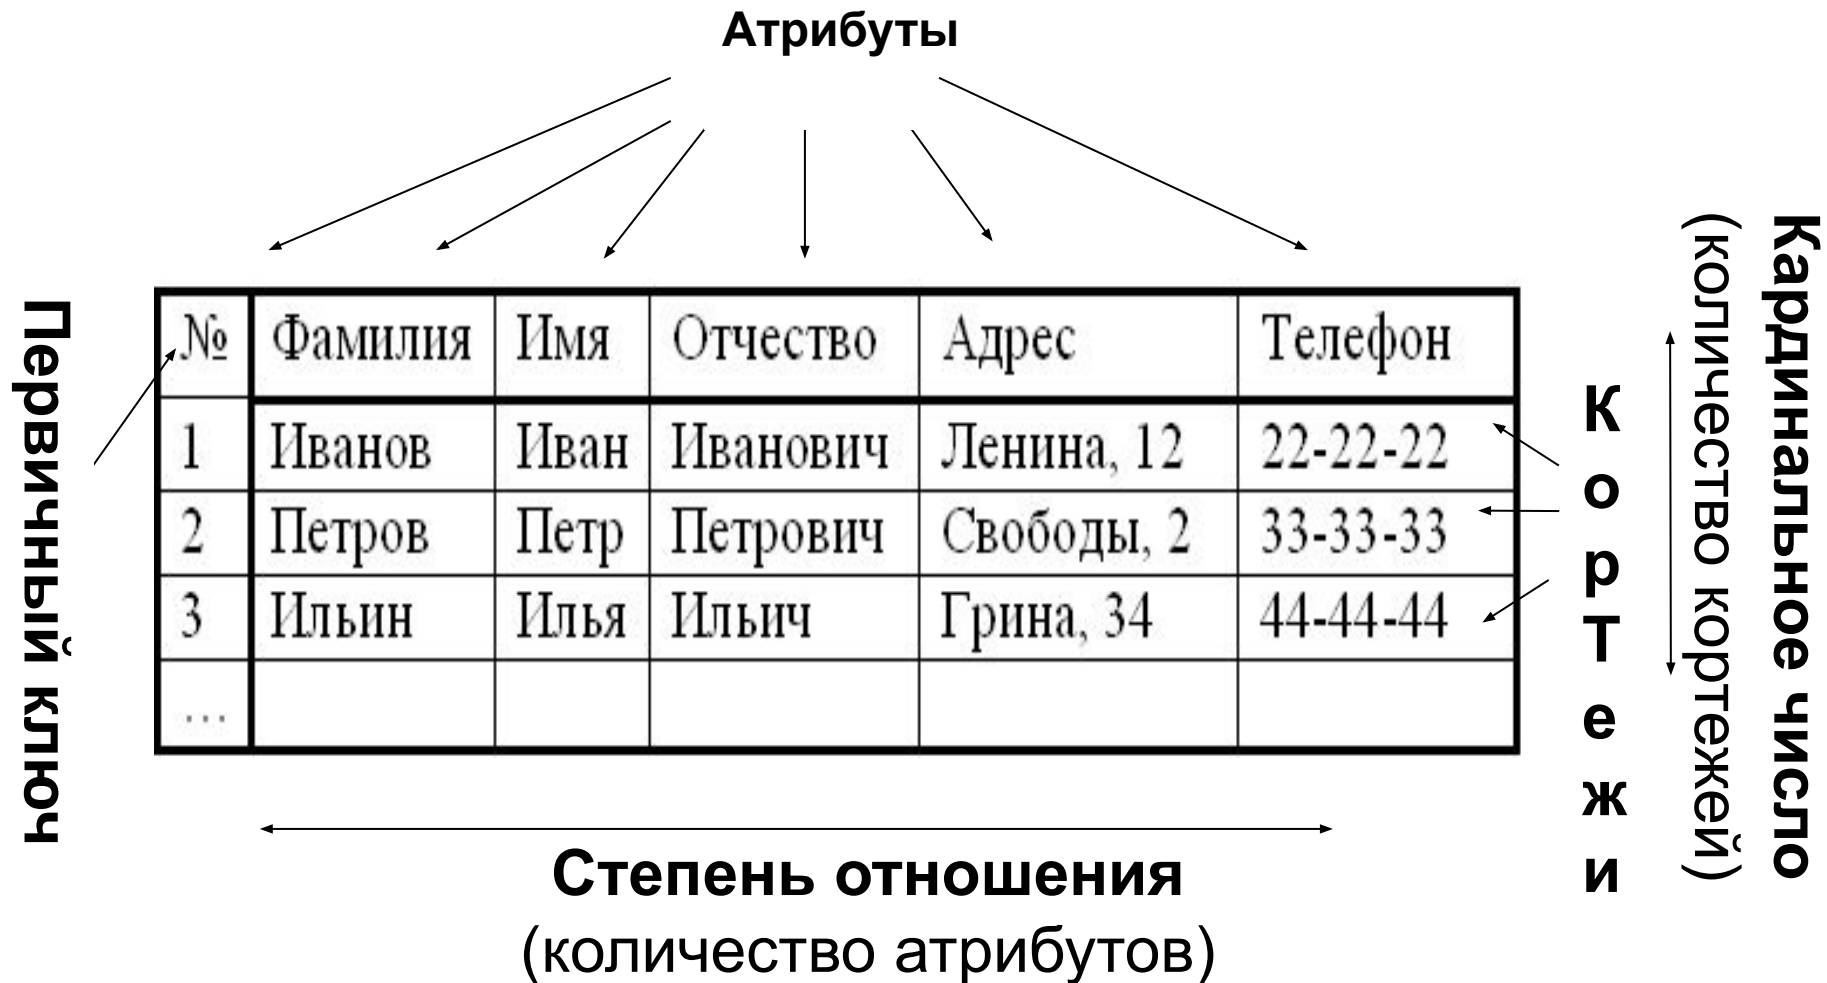 Атрибуты
Первичный ключ
№ Фамилия Имя Отчество Адрес Телефон
1 Иванов Иван Иванович Ленина, 12 22-22-22
2 Петров Петр Петрович Свободы, 2 33-33-33
3 Ильин Илья Ильич Грина, 34 44-44-44
...
КорТежи
Кардинальное число
(количество кортежей)
Степень отношения
(количество атрибутов)